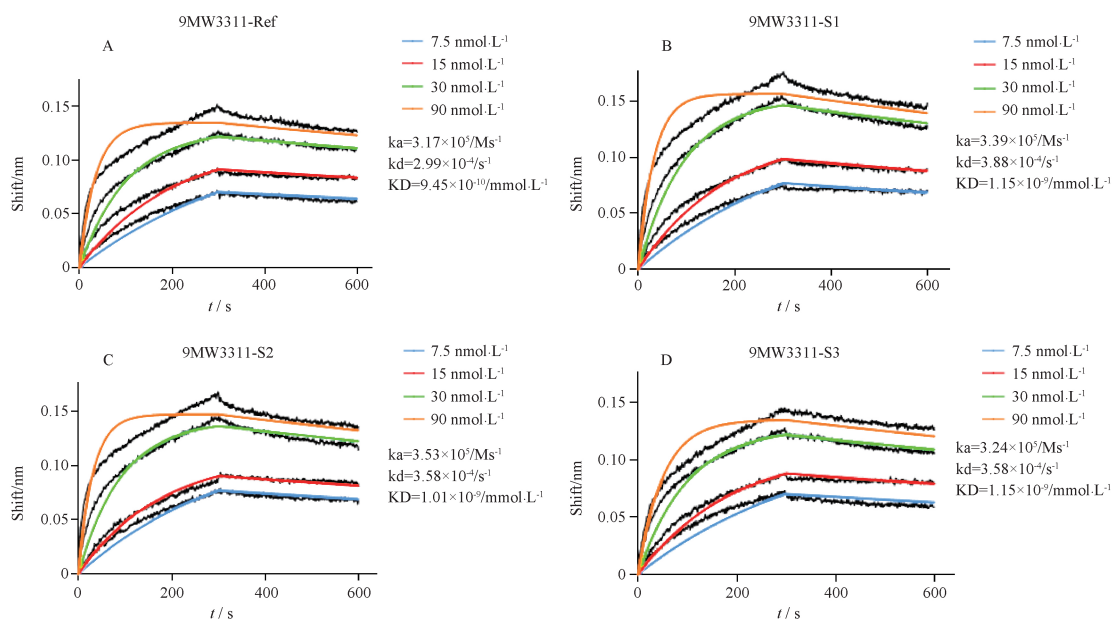 9MW3311-Ref
A
7.5 nmol·L⁻¹
15 nmol·L⁻¹
30 nmol·L⁻¹
90 nmol·L⁻¹
ka=3.17×10⁵/Ms⁻¹
kd=2.99×10⁻⁴/s⁻¹
KD=9.45×10⁻¹⁰/mmol·L⁻¹
Shift/nm
0.15
0.10
0.05
0
0 200 400 600
t / s
9MW3311-S1
B
7.5 nmol·L⁻¹
15 nmol·L⁻¹
30 nmol·L⁻¹
90 nmol·L⁻¹
ka=3.39×10⁵/Ms⁻¹
kd=3.88×10⁻⁴/s⁻¹
KD=1.15×10⁻⁹/mmol·L⁻¹
Shift/nm
0.15
0.10
0.05
0
0 200 400 600
t / s
9MW3311-S2
C
7.5 nmol·L⁻¹
15 nmol·L⁻¹
30 nmol·L⁻¹
90 nmol·L⁻¹
ka=3.53×10⁵/Ms⁻¹
kd=3.58×10⁻⁴/s⁻¹
KD=1.01×10⁻⁹/mmol·L⁻¹
Shift/nm
0.15
0.10
0.05
0
0 200 400 600
t / s
9MW3311-S3
D
7.5 nmol·L⁻¹
15 nmol·L⁻¹
30 nmol·L⁻¹
90 nmol·L⁻¹
ka=3.24×10⁵/Ms⁻¹
kd=3.58×10⁻⁴/s⁻¹
KD=1.15×10⁻⁹/mmol·L⁻¹
Shift/nm
0.15
0.10
0.05
0
0 200 400 600
t / s